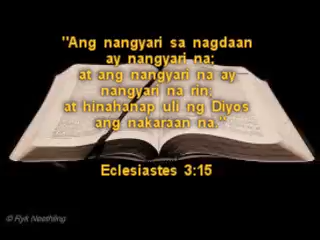 "Ang nangyari sa nagdaan
ay nangyari na;
at ang nangyari na ay
nangyari na rin;
at hinahanap uli ng Diyos
ang nakaraan na."
Eclesiastes 3:15
© Ryk Neethling